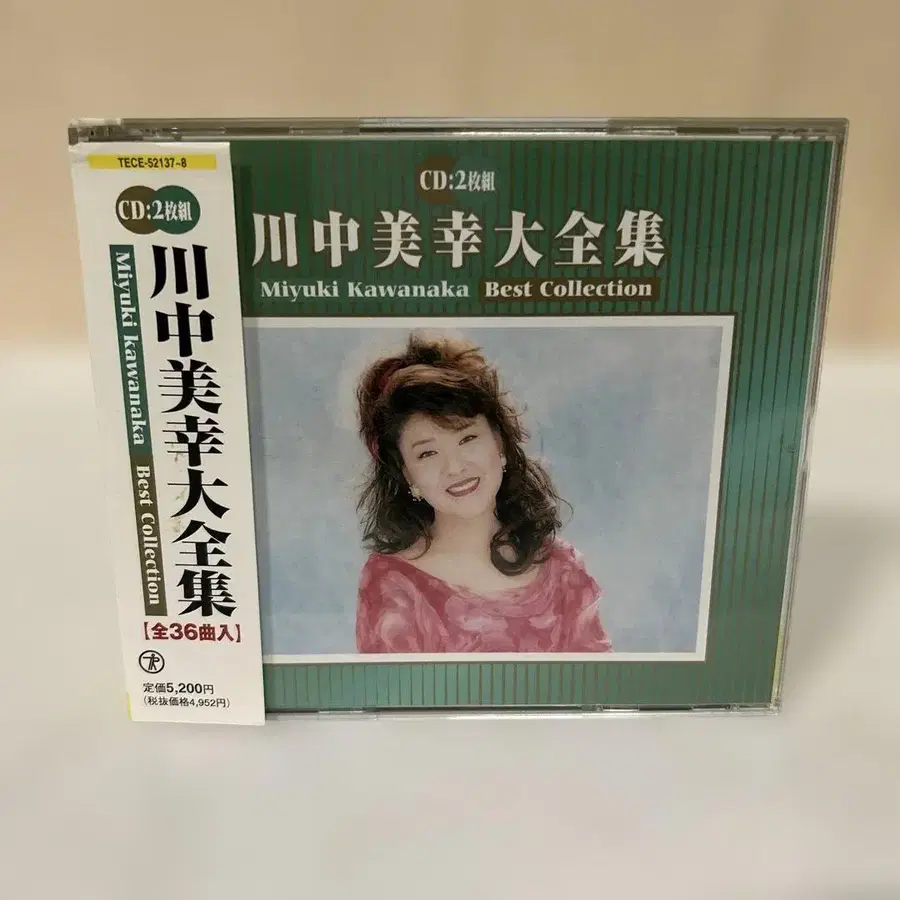 TECE-52137~8
CD:2枚組
川中美幸大全集
Miyuki kawanaka Best Collection
【全36曲入】
定価5,200円
(税抜価格4,952円)
CD:2枚組
川中美幸大全集
Miyuki Kawanaka Best Collection